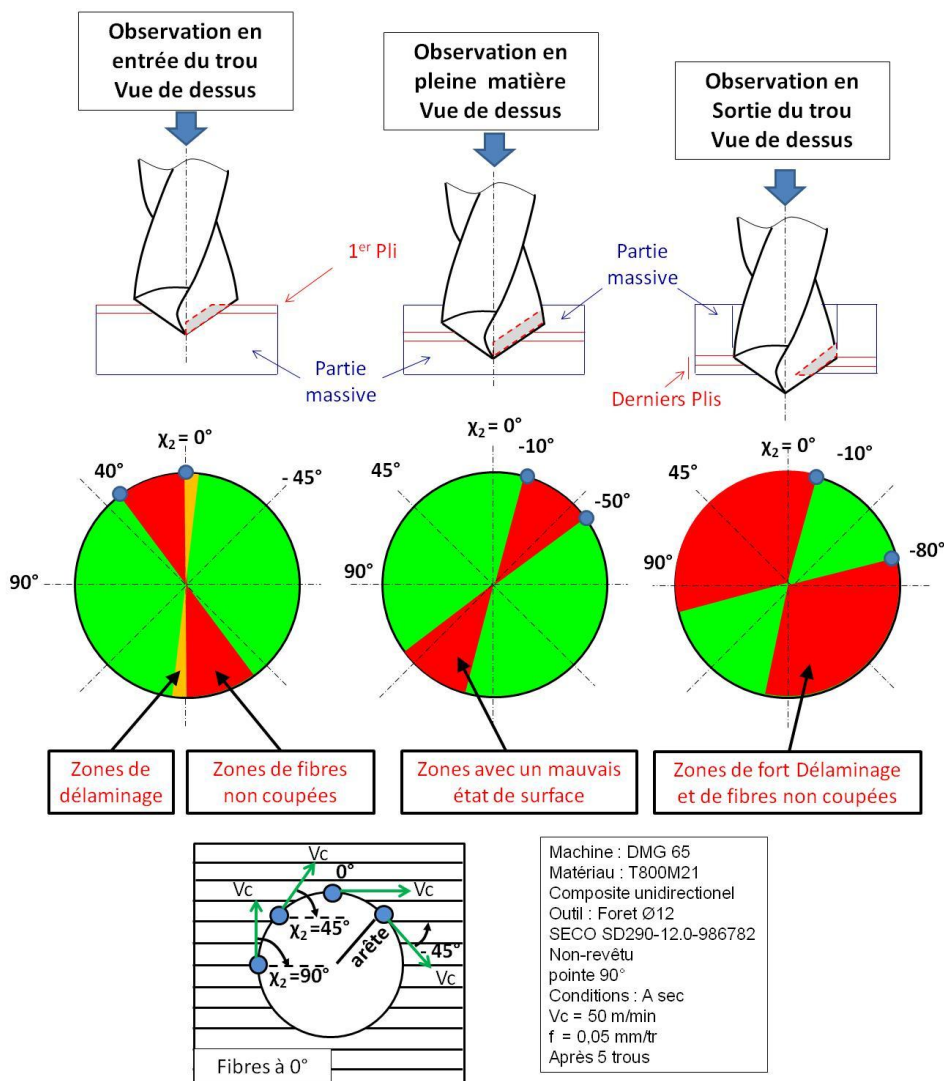 Observation en
entrée du trou
Vue de dessus
Observation en
pleine matière
Vue de dessus
Observation en
Sortie du trou
Vue de dessus
1er Pli
Partie
massive
Partie
massive
Derniers Plis
χ2 = 0°
40°
- 45°
90°
χ2 = 0°
-10°
45°
-50°
90°
χ2 = 0°
-10°
45°
-80°
90°
Zones de
délaminage
Zones de fibres
non coupées
Zones avec un mauvais
état de surface
Zones de fort Délaminage
et de fibres non coupées
Vc
0°
Vc
Vc
χ2=45°
arête
- 45°
χ2=90°
Vc
Fibres à 0°
Machine : DMG 65
Matériau : T800M21
Composite unidirectionel
Outil : Foret Ø12
SECO SD290-12.0-986782
Non-revêtu
pointe 90°
Conditions : A sec
Vc = 50 m/min
f = 0,05 mm/tr
Après 5 trous